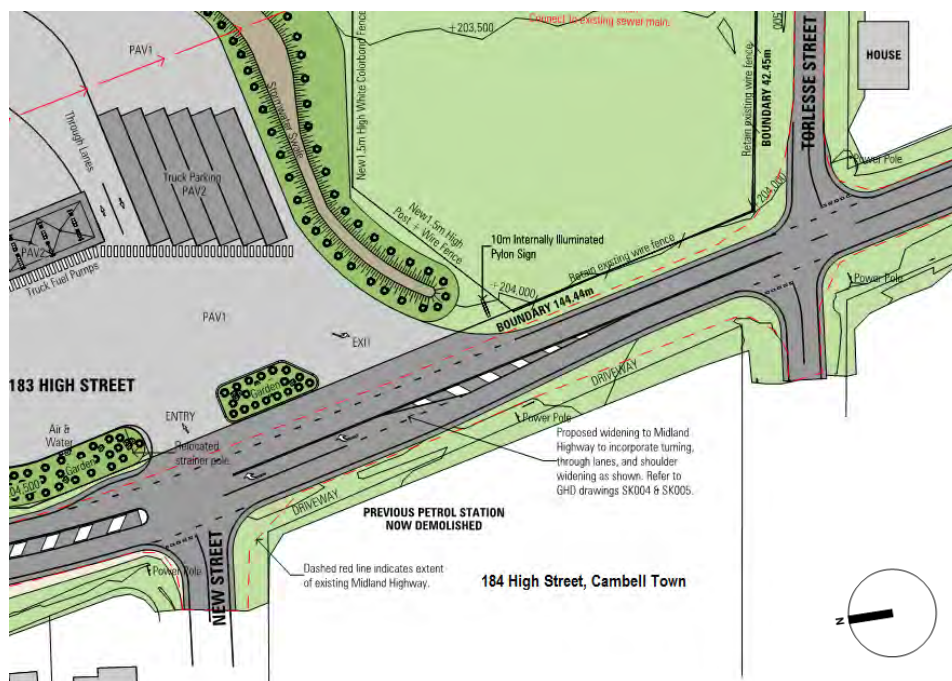 Connect to existing sewer main.
+203,500
PAV1
New1.5m High White Colorbond Fence
Stormwater Swale
Retain existing wire fence
BOUNDARY 42.45m
TORLESSE STREET
HOUSE
Power Pole
Through Lanes
Truck Parking
PAV2
204,000
New1.5m High
Post + Wire Fence
10m Internally Illuminated
Pylon Sign
Retain existing wire fence
PAV2
Truck Fuel Pumps
+204,000
BOUNDARY 144.44m
Power Pole
PAV1
EXIT
183 HIGH STREET
Garden
DRIVEWAY
ENTRY
Power Pole
Air &
Water
Relocated
strainer pole.
Garden
204,500
Proposed widening to Midland
Highway to incorporate turning,
through lanes, and shoulder
widening as shown. Refer to
GHD drawings SK004 & SK005.
DRIVEWAY
PREVIOUS PETROL STATION
NOW DEMOLISHED
NEW STREET
Power Pole
Dashed red line indicates extent
of existing Midland Highway.
184 High Street, Cambell Town
N